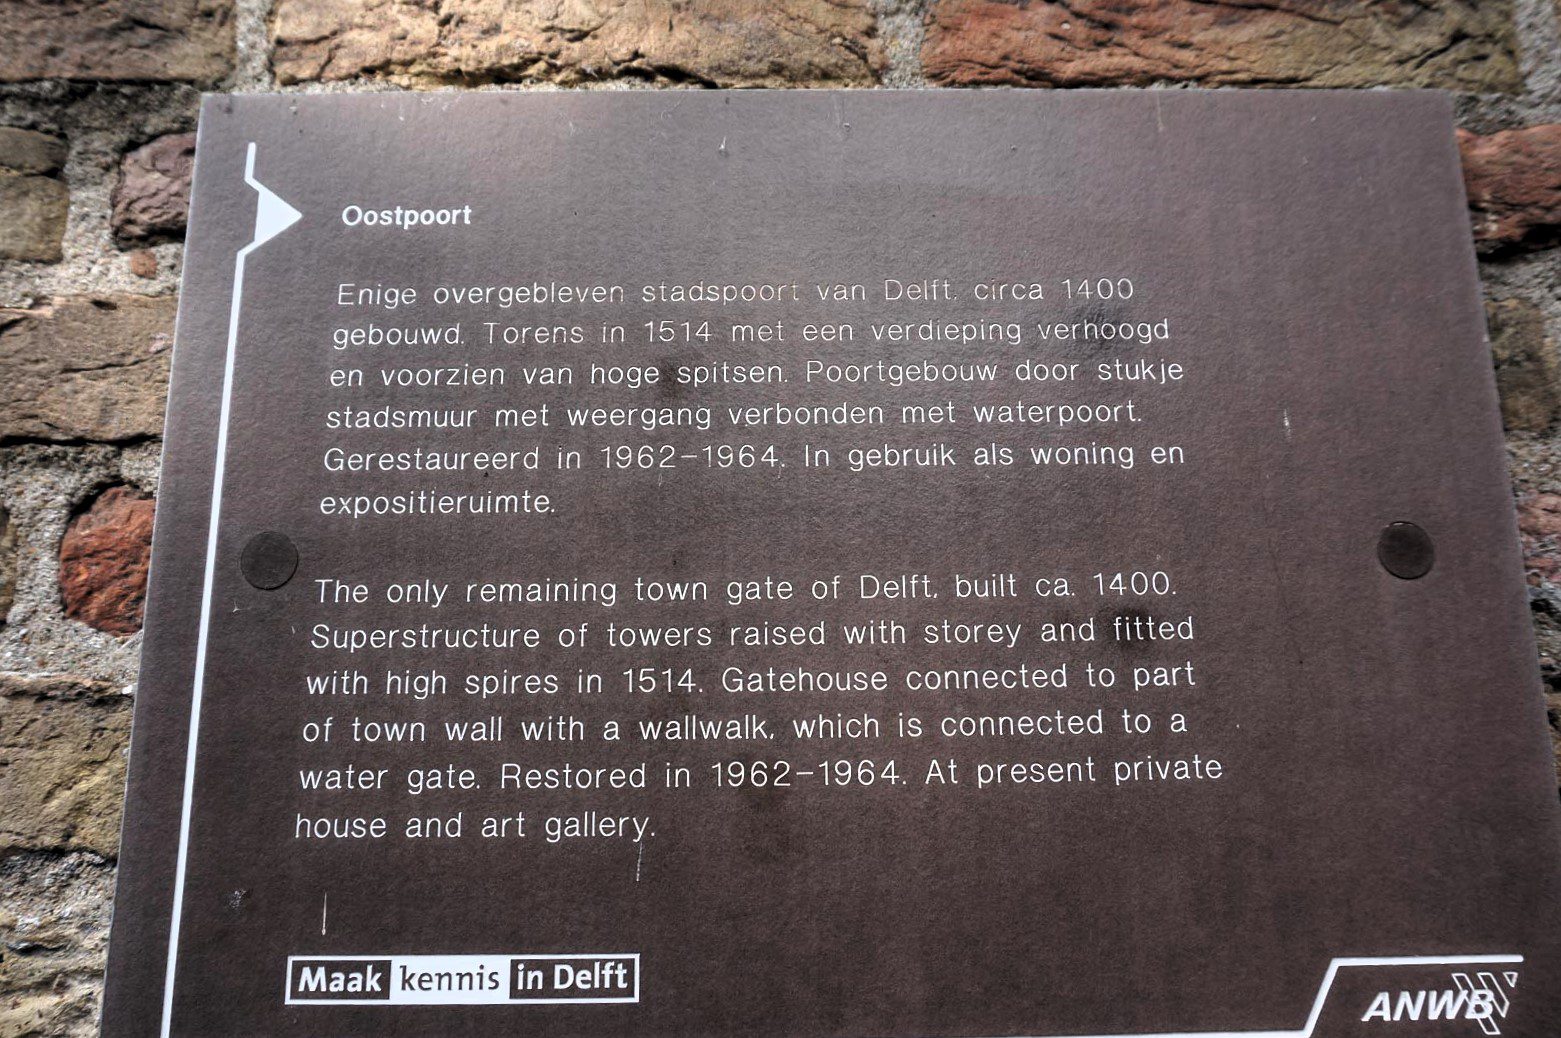 Oostpoort
Enige overgebleven stadspoort van Delft, circa 1400
gebouwd. Torens in 1514 met een verdieping verhoogd
en voorzien van hoge spitsen. Poortgebouw door stukje
stadsmuur met weergang verbonden met waterpoort.
Gerestaureerd in 1962-1964. In gebruik als woning en
expositieruimte.
The only remaining town gate of Delft, built ca. 1400.
Superstructure of towers raised with storey and fitted
with high spires in 1514. Gatehouse connected to part
of town wall with a wallwalk, which is connected to a
water gate. Restored in 1962-1964. At present private
house and art gallery.
Maak kennis in Delft
ANWB